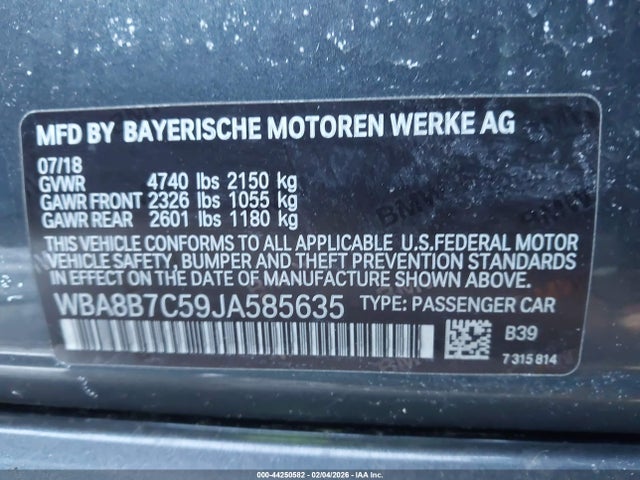 MFD BY BAYERISCHE MOTOREN WERKE AG
07/18
GVWR 4740 lbs 2150 kg
GAWR FRONT 2326 lbs 1055 kg
GAWR REAR 2601 lbs 1180 kg
THIS VEHICLE CONFORMS TO ALL APPLICABLE U.S.FEDERAL MOTOR
VEHICLE SAFETY, BUMPER AND THEFT PREVENTION STANDARDS
IN EFFECT ON THE DATE OF MANUFACTURE SHOWN ABOVE.
WBA8B7C59JA585635 TYPE: PASSENGER CAR
B39
7 315 814
000-44250582 - 02/04/2026 - IAA Inc.